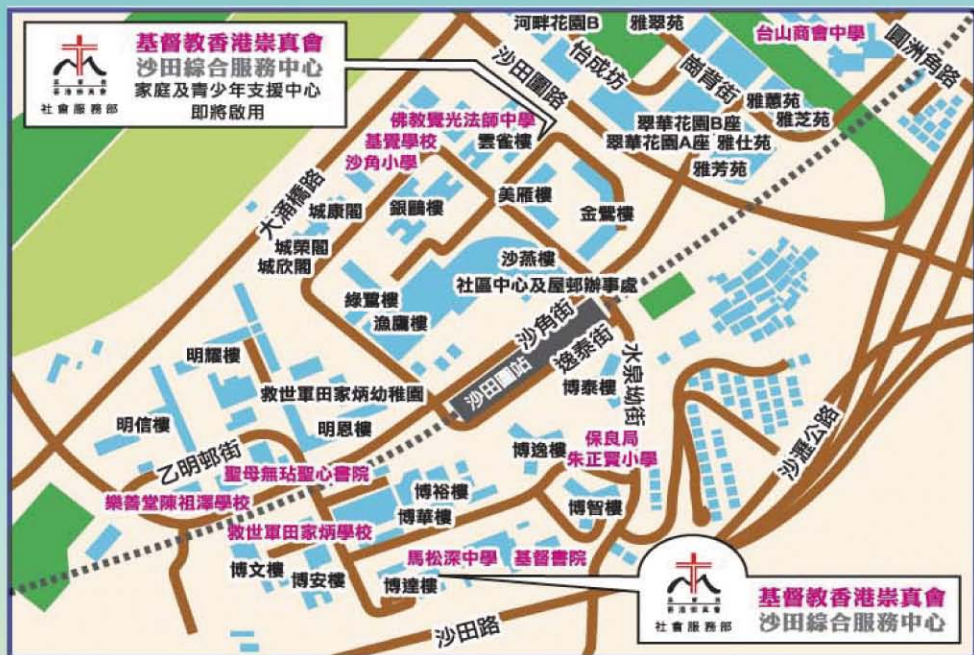 基督教香港崇真會
沙田綜合服務中心
家庭及青少年支援中心
即將啟用
社會服務部
河畔花園B
雅翠苑
台山商會中學
圓洲角路
沙田圍路
怡成坊
崗背街
佛教覺光法師中學
雲雀樓
翠華花園B座
雅蕙苑
雅芝苑
基覺學校
翠華花園A座
雅仕苑
沙角小學
雅芳苑
大涌橋路
城康閣
銀鷗樓
美雁樓
金鶯樓
城榮閣
城欣閣
沙燕樓
社區中心及屋邨辦事處
綠鷺樓
漁鷹樓
沙角街
沙田圍站
逸泰街
水泉坳街
明耀樓
博泰樓
救世軍田家炳幼稚園
明信樓
明恩樓
乙明邨街
博逸樓
保良局
朱正賢小學
沙瀝公路
聖母無玷聖心書院
樂善堂陳祖澤學校
博裕樓
博華樓
博智樓
救世軍田家炳學校
馬松深中學
基督書院
博文樓
博安樓
博達樓
沙田路
社會服務部
基督教香港崇真會
沙田綜合服務中心